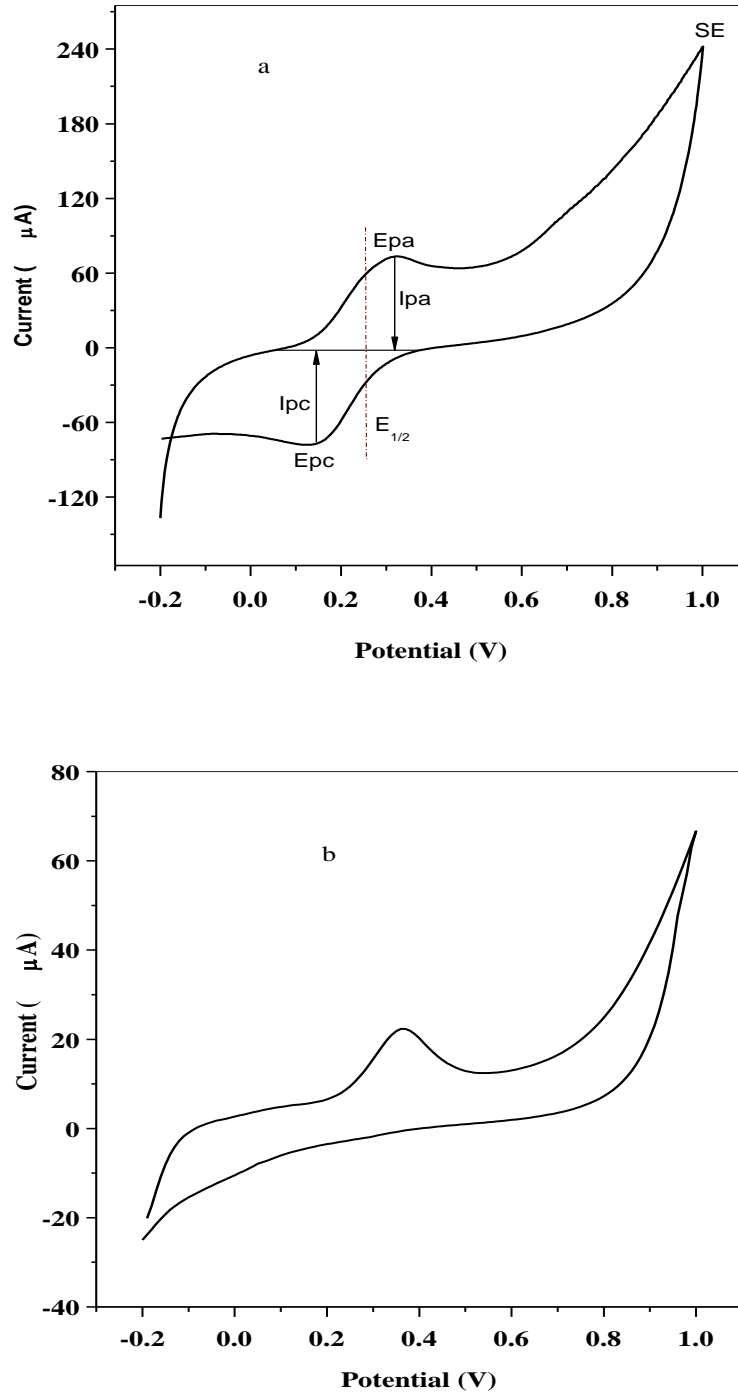 SE
240
a
180
120
Epa
60
Ipa
0
Ipc
-60
E1/2
Epc
-120
-0.2 0.0 0.2 0.4 0.6 0.8 1.0
Current ( μA)
Potential (V)
80
b
60
40
20
0
-20
-40
-0.2 0.0 0.2 0.4 0.6 0.8 1.0
Current ( μA)
Potential (V)